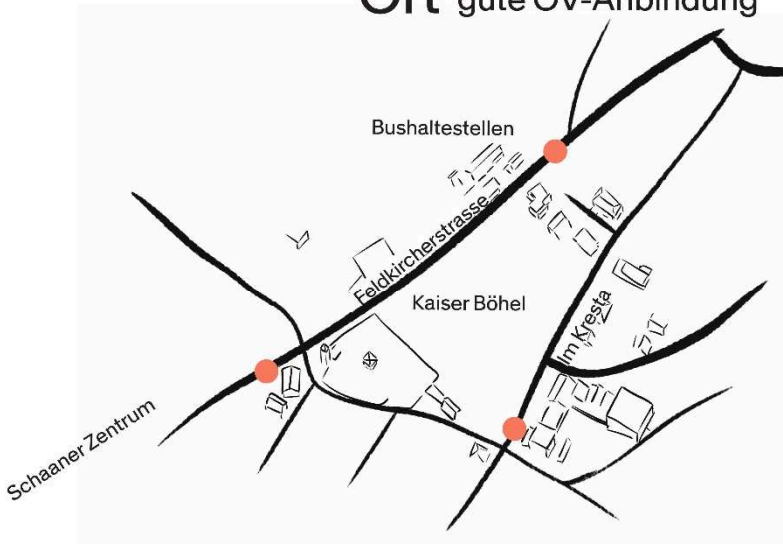 Ort gute ÖV-Anbindung
Bushaltestellen
Feldkircherstrasse
Kaiser Böhel
Im Kresta
Schaaner Zentrum